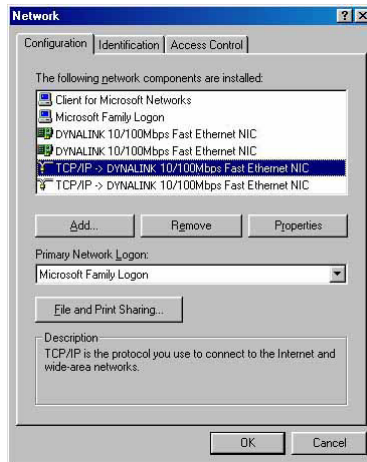 Network
Configuration Identification Access Control
The following network components are installed:
Client for Microsoft Networks
Microsoft Family Logon
DYNALINK 10/100Mbps Fast Ethernet NIC
DYNALINK 10/100Mbps Fast Ethernet NIC
TCP/IP -> DYNALINK 10/100Mbps Fast Ethernet NIC
TCP/IP -> DYNALINK 10/100Mbps Fast Ethernet NIC
Add... Remove Properties
Primary Network Logon:
Microsoft Family Logon
File and Print Sharing...
Description
TCP/IP is the protocol you use to connect to the Internet and
wide-area networks.
OK Cancel